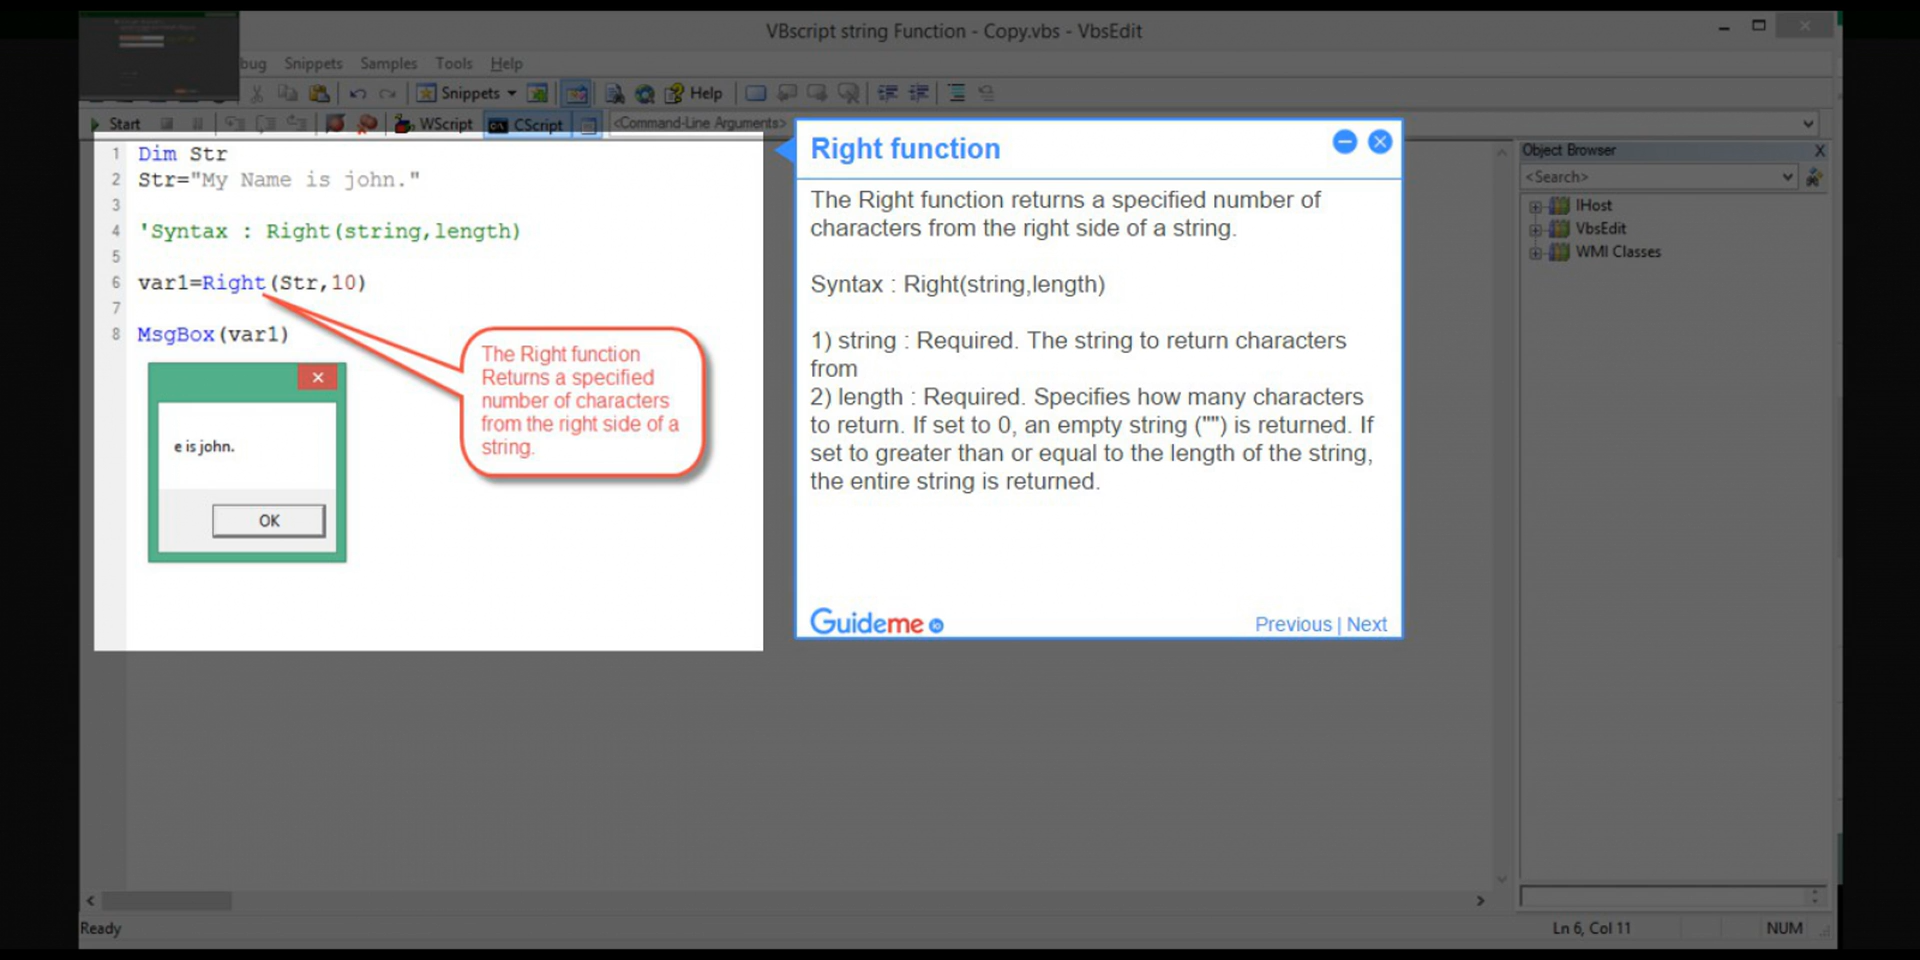 VBscript string Function - Copy.vbs - VbsEdit
bug Snippets Samples Tools Help
Snippets Help
Start WScript CScript <Command-Line Arguments>
1 Dim Str
2 Str="My Name is john."
3
4 'Syntax : Right(string,length)
5
6 var1=Right(Str,10)
7
8 MsgBox(var1)
e is john.
OK
The Right function
Returns a specified
number of characters
from the right side of a
string.
Right function
The Right function returns a specified number of
characters from the right side of a string.
Syntax : Right(string,length)
1) string : Required. The string to return characters
from
2) length : Required. Specifies how many characters
to return. If set to 0, an empty string ("") is returned. If
set to greater than or equal to the length of the string,
the entire string is returned.
Guideme io
Previous | Next
Object Browser X
<Search>
IHost
VbsEdit
WMI Classes
Ready Ln 6, Col 11 NUM